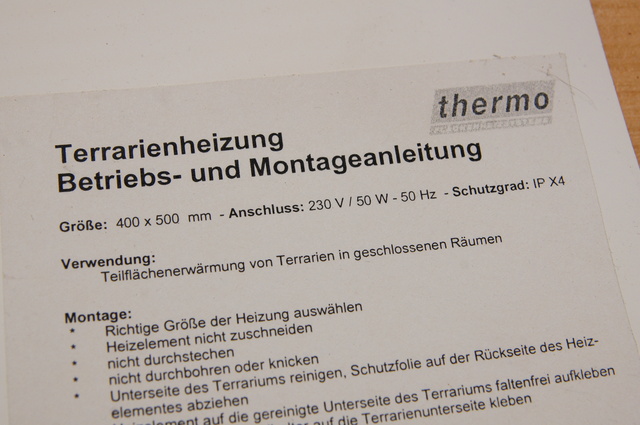 thermo
Terrarienheizung
Betriebs- und Montageanleitung
Größe: 400 x 500 mm - Anschluss: 230 V / 50 W - 50 Hz - Schutzgrad: IP X4
Verwendung:
Teilflächenerwärmung von Terrarien in geschlossenen Räumen
Montage:
* Richtige Größe der Heizung auswählen
* Heizelement nicht zuschneiden
* nicht durchstechen
* nicht durchbohren oder knicken
* Unterseite des Terrariums reinigen, Schutzfolie auf der Rückseite des Heiz-
elementes abziehen
Heizelement auf die gereinigte Unterseite des Terrariums faltenfrei aufkleben
auf die Terrarienunterseite kleben